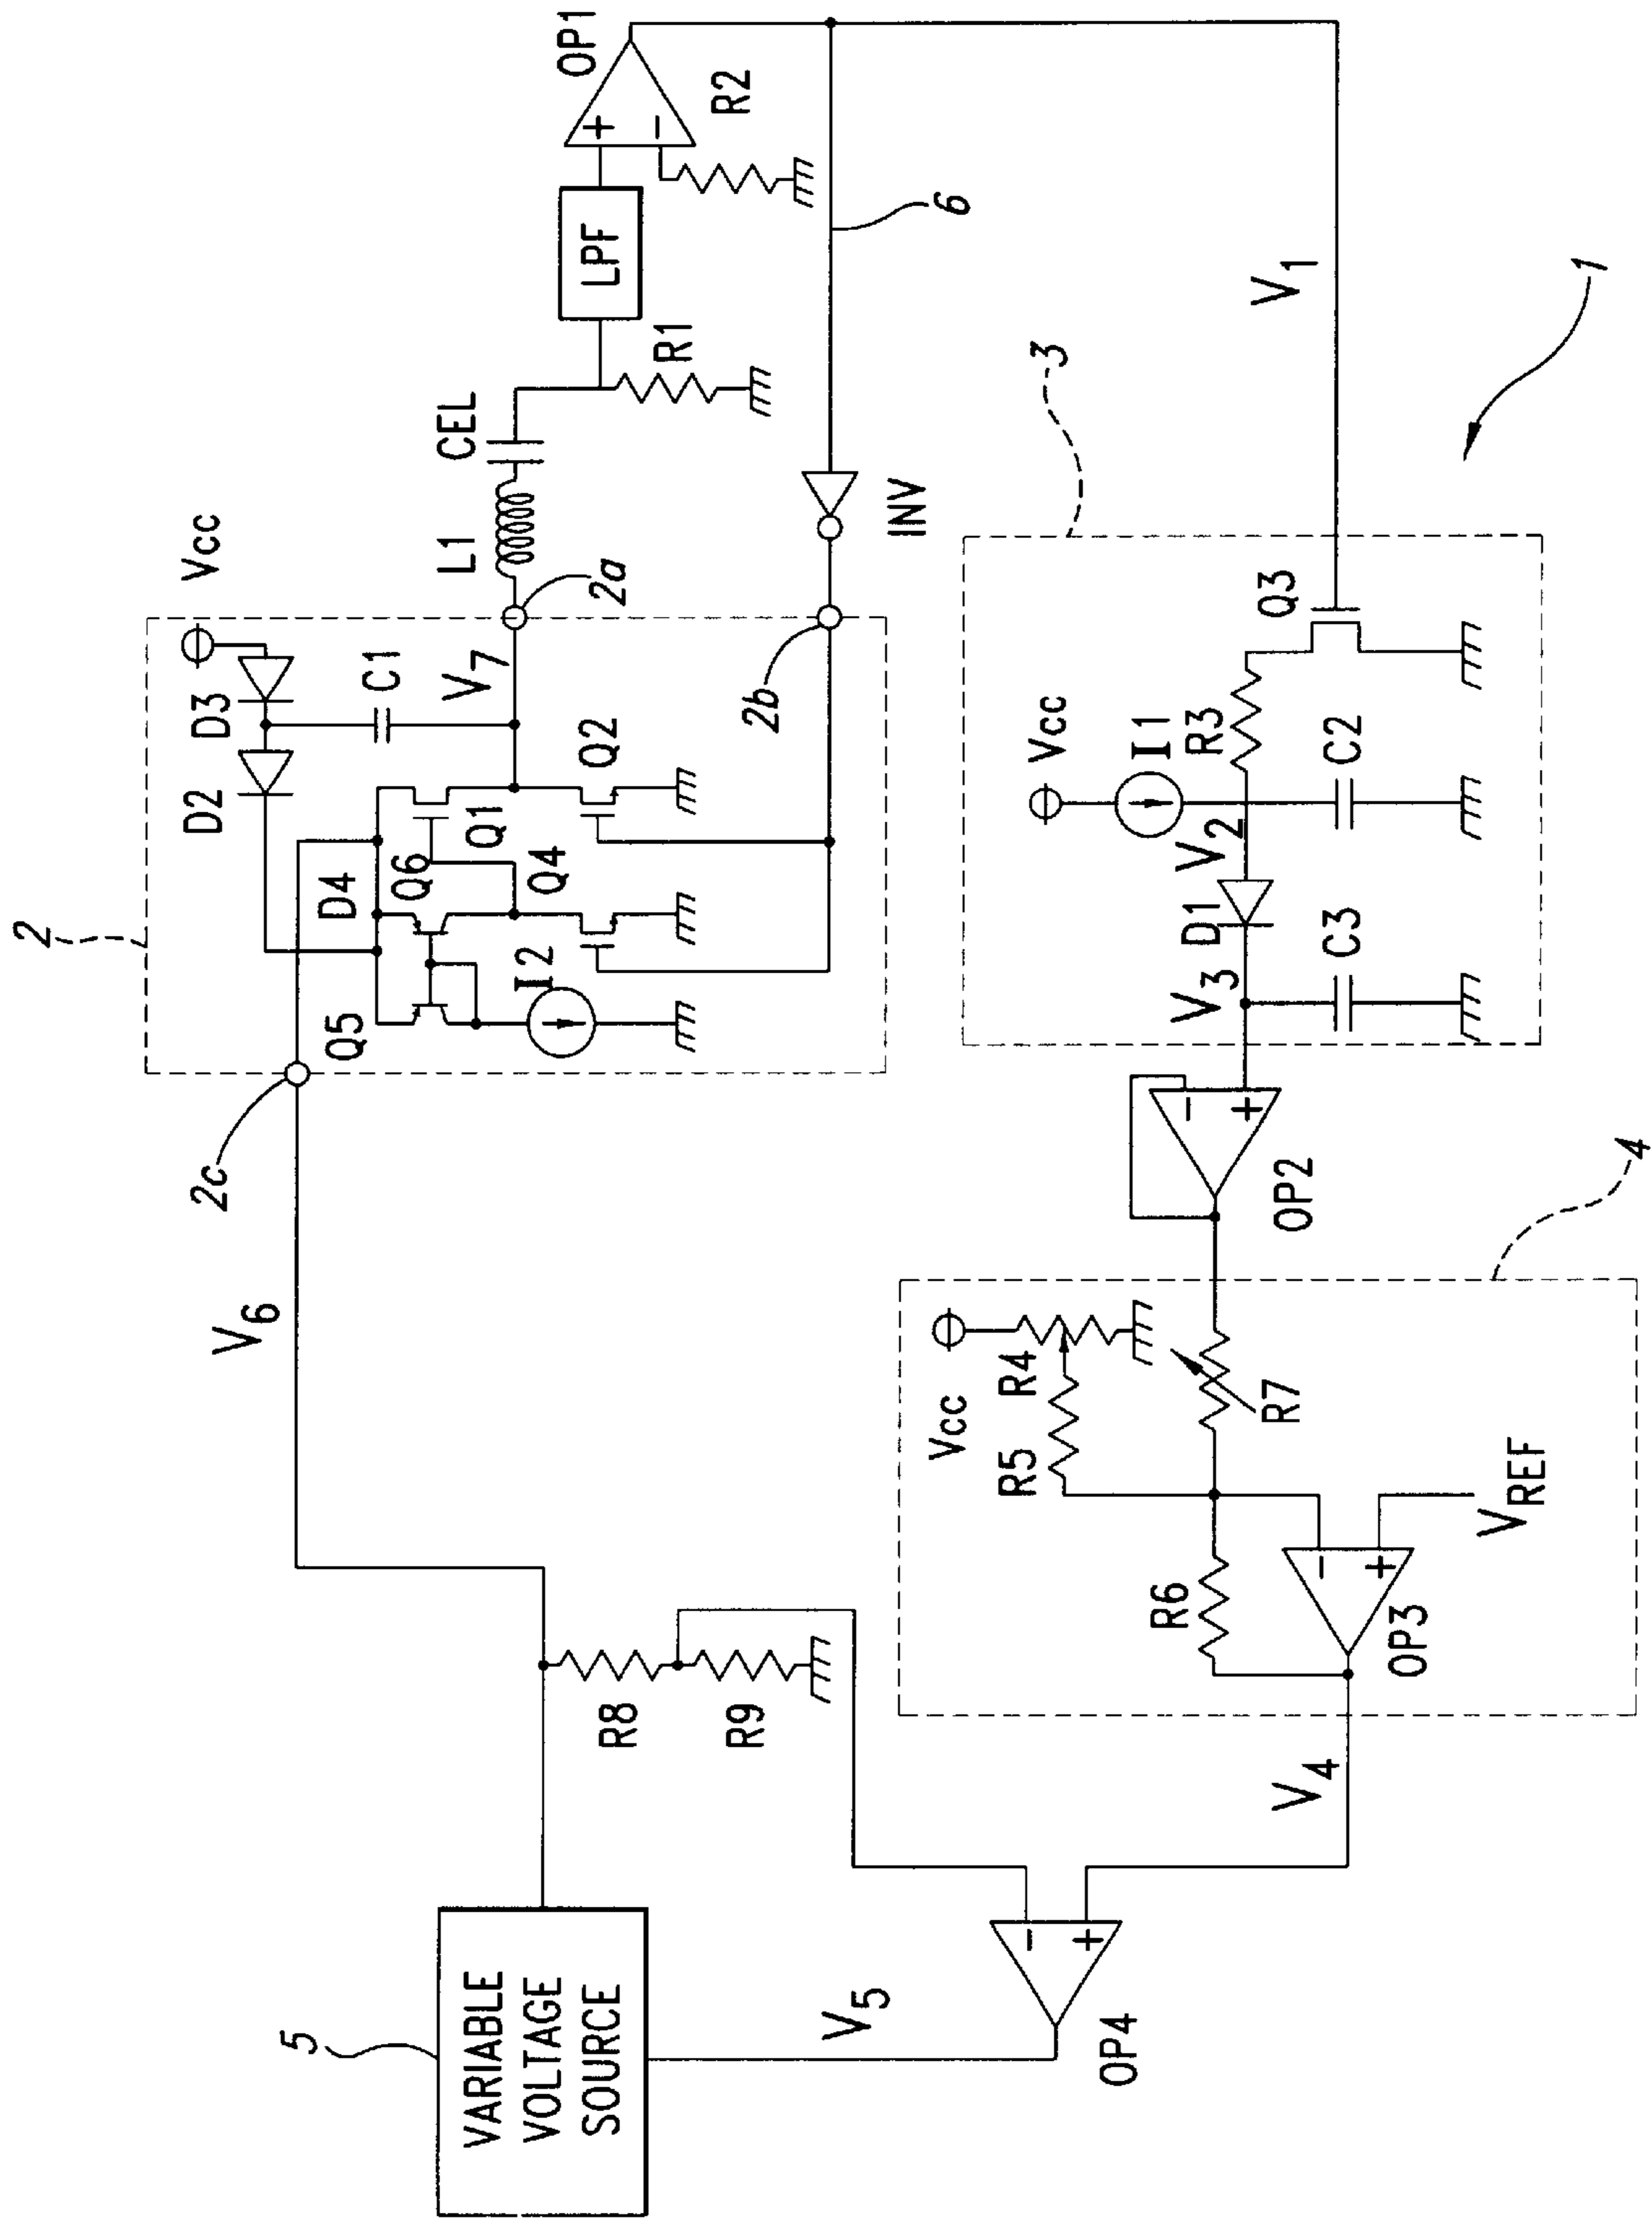 2
Vcc
D3
D2
C1
D4
Q6
Q1
Q2
Q5
Q4
I2
V7
2a
2b
2c
L1
CEL
LPF
R1
OP1
+
−
R2
6
INV
V6
V1
1
3
Vcc
I1
R3
Q3
V2
C2
D1
V3
C3
−
+
OP2
4
Vcc
R4
R5
R7
R6
−
+
VREF
OP3
V4
R8
R9
−
+
OP4
V5
5
VARIABLE
VOLTAGE
SOURCE